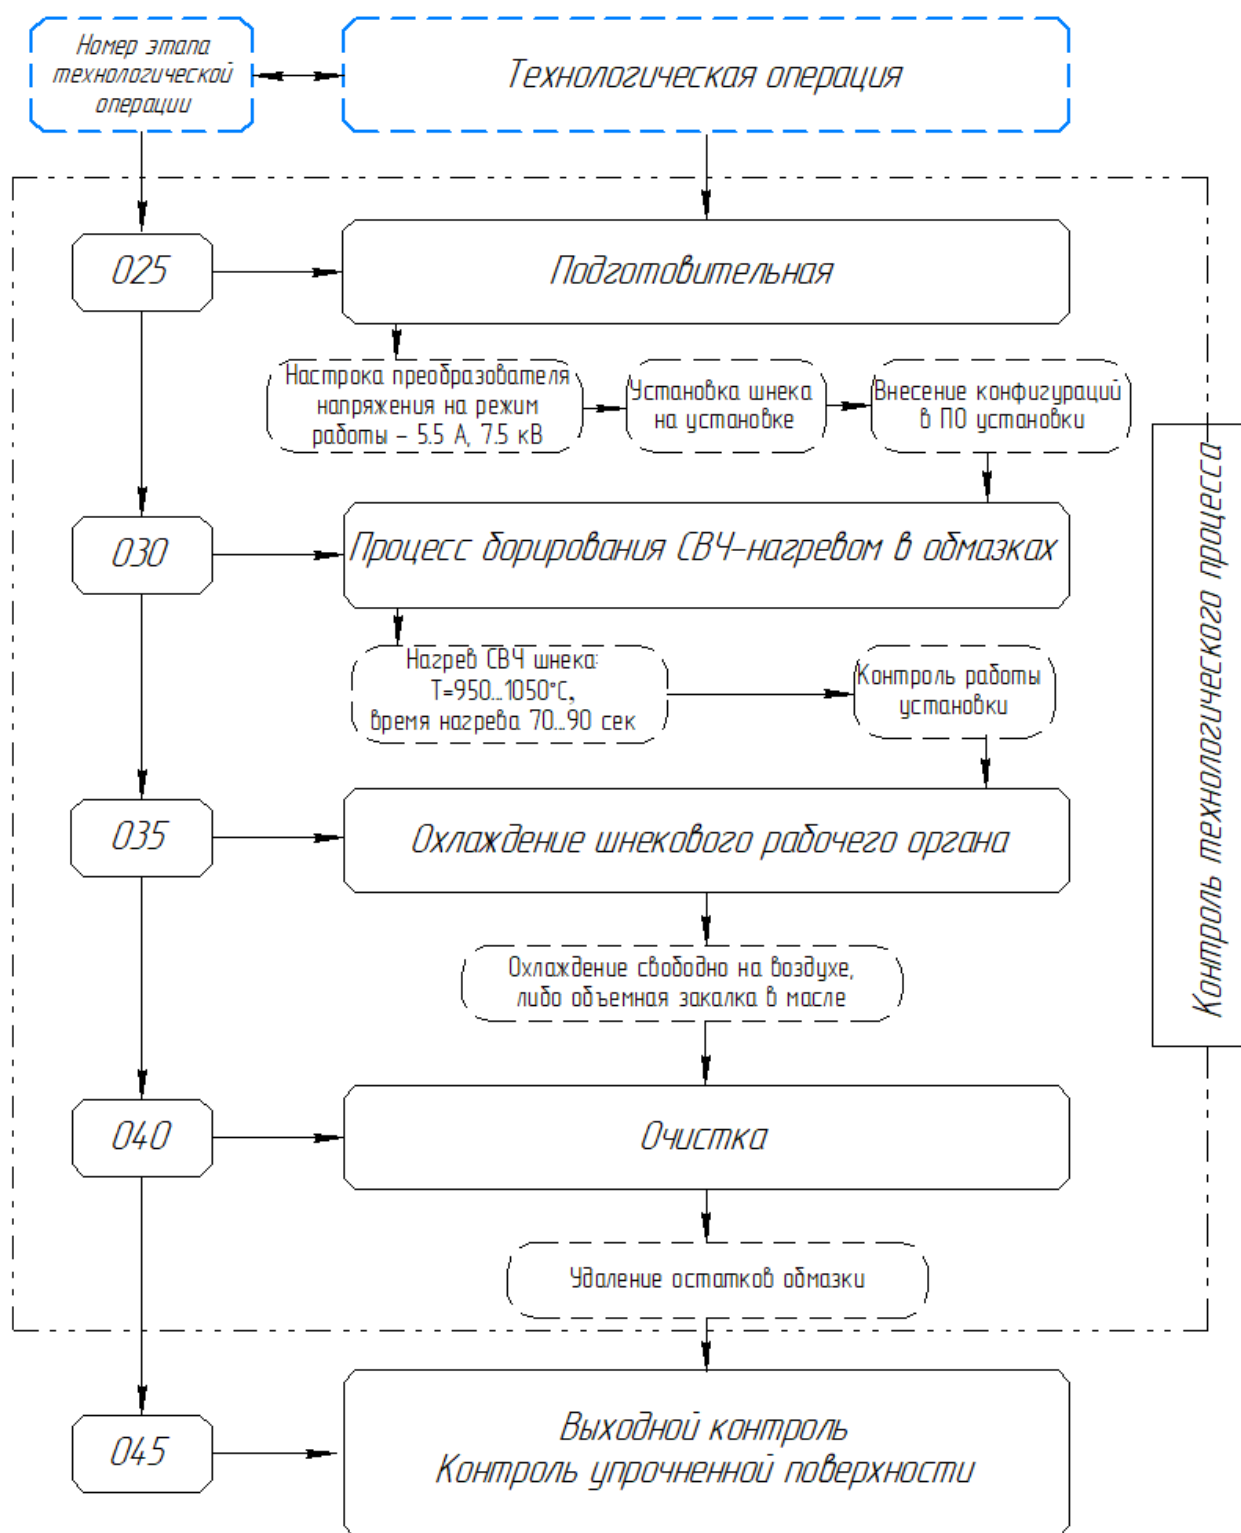 Номер этапа
технологической
операции
Технологическая операция
025
Подготовительная
Настрока преобразователя
напряжения на режим
работы – 5.5 А, 7.5 кВ
Установка шнека
на установке
Внесение конфигураций
в ПО установки
030
Процесс борирования СВЧ-нагревом в обмазках
Нагрев СВЧ шнека:
Т=950...1050°С,
время нагрева 70...90 сек
Контроль работы
установки
035
Охлаждение шнекового рабочего органа
Охлаждение свободно на воздухе,
либо объемная закалка в масле
040
Очистка
Удаление остатков обмазки
045
Выходной контроль
Контроль упрочненной поверхности
Контроль технологического процесса